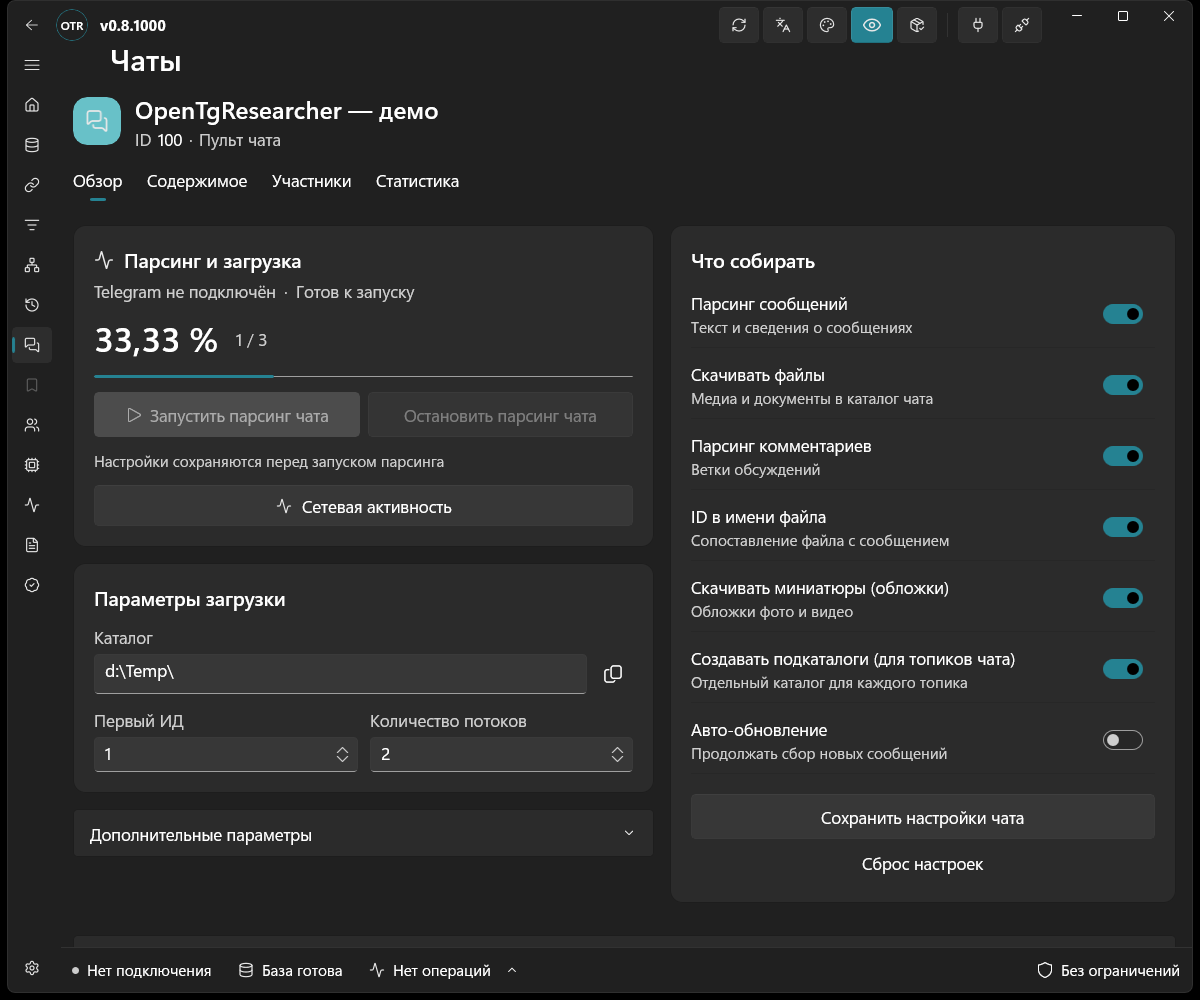 OTR v0.8.1000
Чаты
OpenTgResearcher — демо
ID 100 · Пульт чата
Обзор Содержимое Участники Статистика
Парсинг и загрузка
Telegram не подключён · Готов к запуску
33,33 % 1 / 3
Запустить парсинг чата Остановить парсинг чата
Настройки сохраняются перед запуском парсинга
Сетевая активность
Параметры загрузки
Каталог
d:\Temp\
Первый ИД Количество потоков
1 2
Дополнительные параметры
Что собирать
Парсинг сообщений
Текст и сведения о сообщениях
Скачивать файлы
Медиа и документы в каталог чата
Парсинг комментариев
Ветки обсуждений
ID в имени файла
Сопоставление файла с сообщением
Скачивать миниатюры (обложки)
Обложки фото и видео
Создавать подкаталоги (для топиков чата)
Отдельный каталог для каждого топика
Авто-обновление
Продолжать сбор новых сообщений
Сохранить настройки чата
Сброс настроек
Нет подключения База готова Нет операций Без ограничений